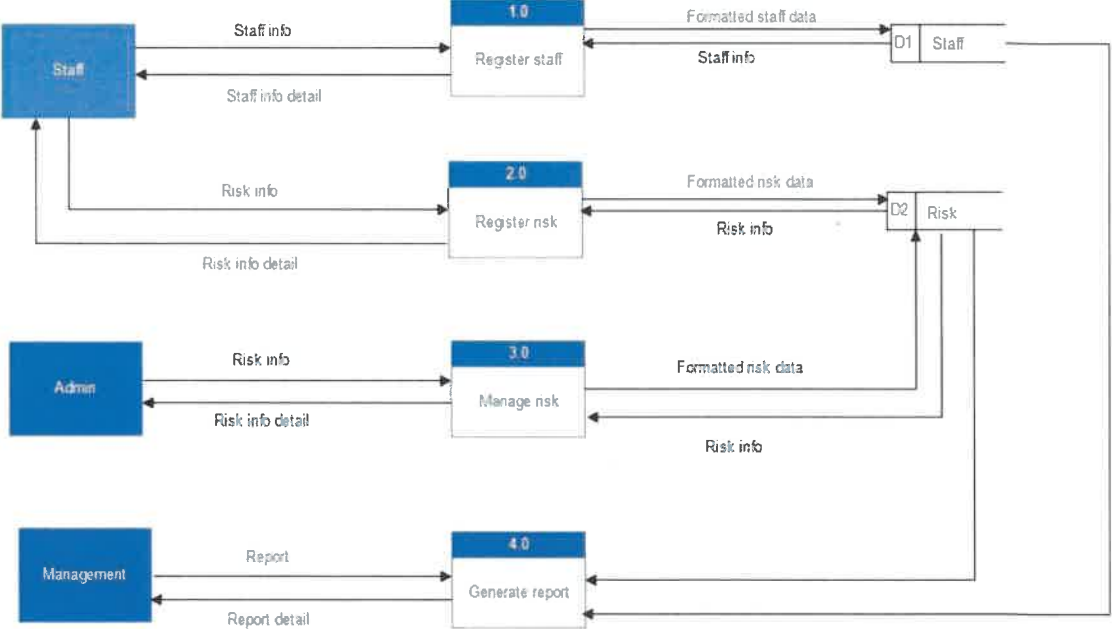 1.0
Formatted staff data
Staff info
D1 Staff
Staff
Register staff
Staff info
Staff info detail
2.0
Formatted risk data
Risk info
D2 Risk
Register risk
Risk info
Risk info detail
3.0
Risk info
Formatted risk data
Admin
Manage risk
Risk info detail
Risk info
4.0
Report
Management
Generate report
Report detail